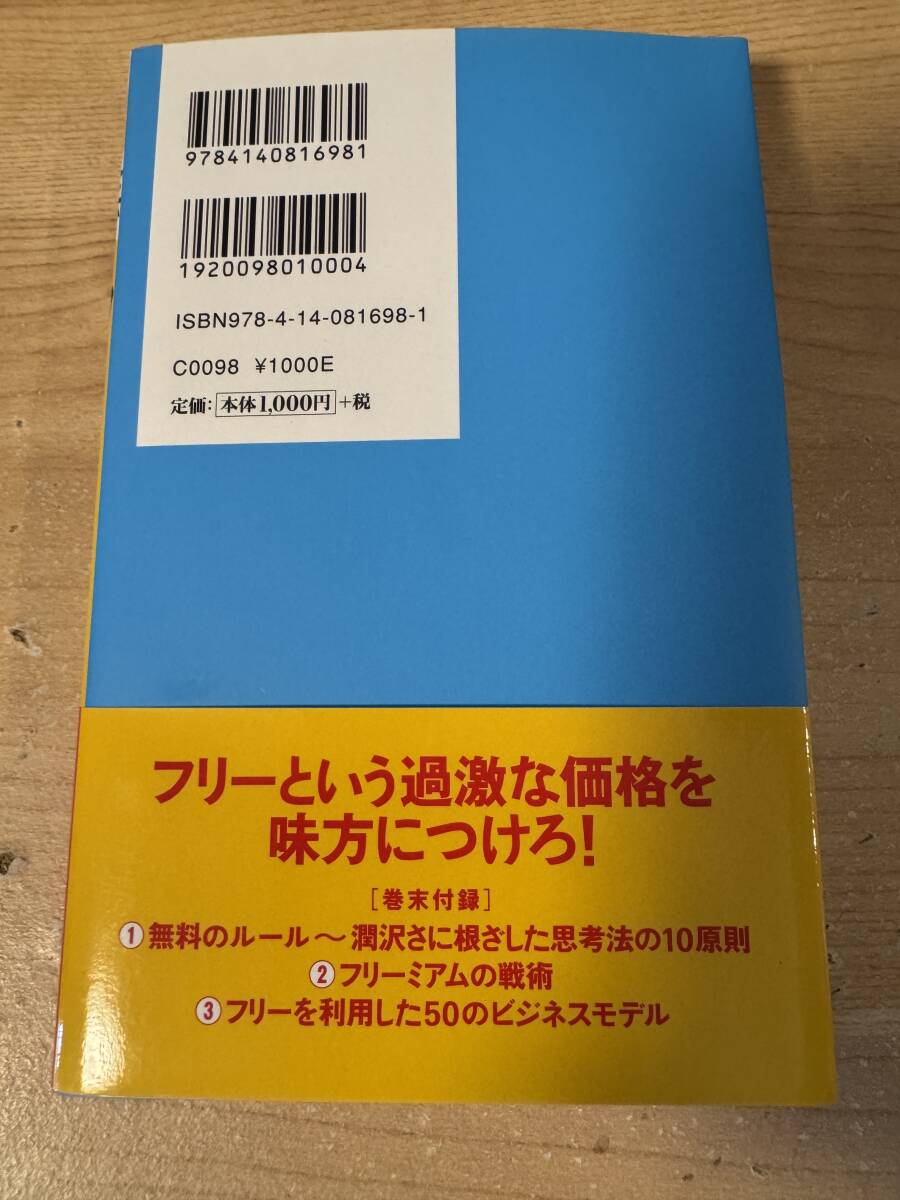 9784140816981
1920098010004
ISBN978-4-14-081698-1
C0098 ¥1000E
定価:本体1,000円+税
フリーという過激な価格を
味方につけろ!
[巻末付録]
①無料のルール〜潤沢さに根ざした思考法の10原則
②フリーミアムの戦術
③フリーを利用した50のビジネスモデル